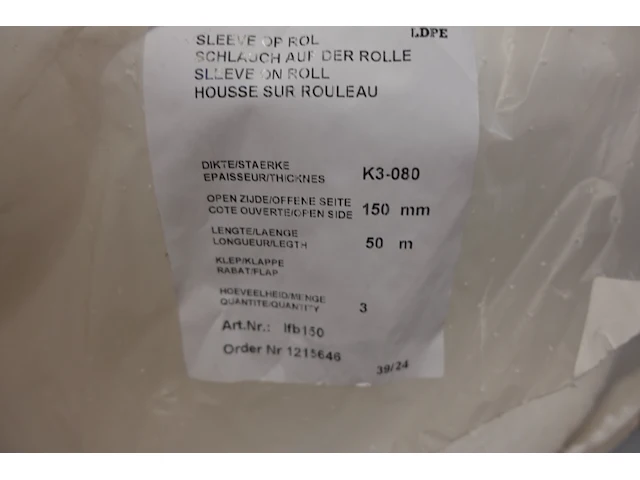 LDPE
SLEEVE OP ROL
SCHLAUCH AUF DER ROLLE
SLLEVE ON ROLL
HOUSSE SUR ROULEAU
DIKTE/STAERKE
EPAISSEUR/THICKNES K3-080
OPEN ZIJDE/OFFENE SEITE
COTE OUVERTE/OPEN SIDE 150 mm
LENGTE/LAENGE
LONGUEUR/LEGTH 50 m
KLEP/KLAPPE
RABAT/FLAP
HOEVEELHEID/MENGE
QUANTITE/QUANTITY 3
Art.Nr.: lfb150
Order Nr 1215646
39/24